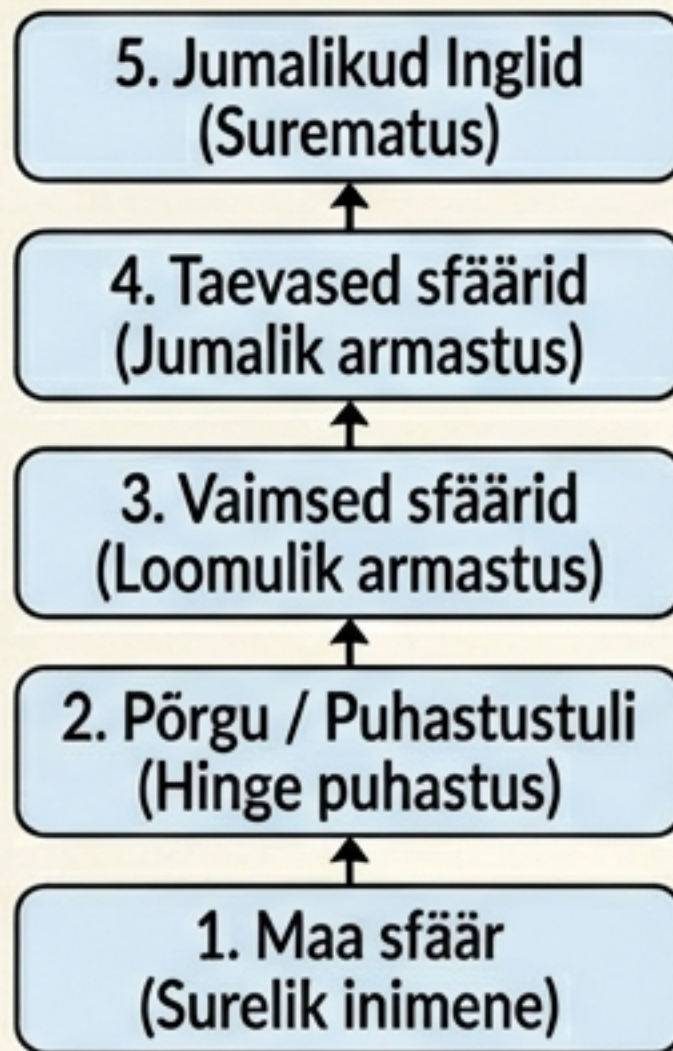 5. Jumalikud Inglid
(Surematus)
4. Taevased sfäärid
(Jumalik armastus)
3. Vaimsed sfäärid
(Loomulik armastus)
2. Põrgu / Puhastustuli
(Hinge puhastus)
1. Maa sfäär
(Surelik inimene)